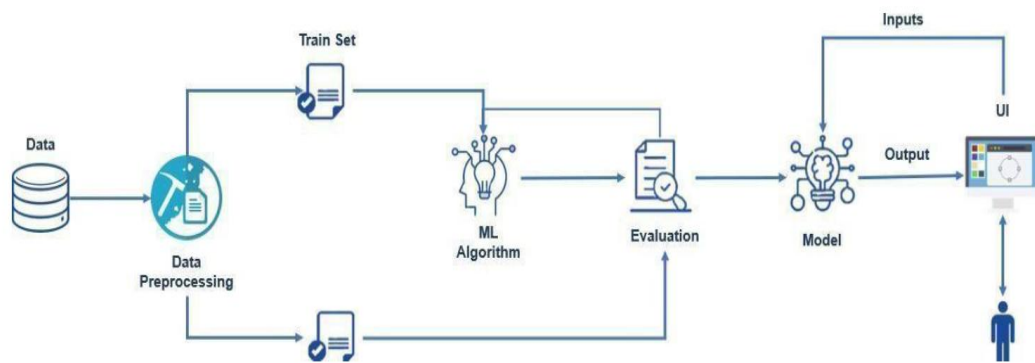 Inputs
Train Set
UI
Data
Output
ML
Algorithm
Evaluation
Model
Data
Preprocessing